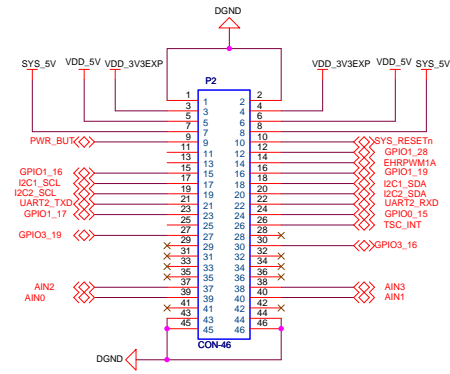 DGND
SYS_5V VDD_5V VDD_3V3EXP VDD_3V3EXP VDD_5V SYS_5V
P2
1 1 2 2
3 3 4 4
5 5 6 6
7 7 8 8
PWR_BUT 9 9 10 10 SYS_RESETn
11 11 12 12 GPIO1_28
13 13 14 14 EHRPWM1A
GPIO1_16 15 15 16 16 GPIO1_19
I2C1_SCL 17 17 18 18 I2C1_SDA
I2C2_SCL 19 19 20 20 I2C2_SDA
UART2_TXD 21 21 22 22 UART2_RXD
GPIO1_17 23 23 24 24 GPIO0_15
25 25 26 26 TSC_INT
GPIO3_19 27 27 28 28
29 29 30 30 GPIO3_16
31 31 32 32
33 33 34 34
35 35 36 36
AIN2 37 37 38 38 AIN3
AIN0 39 39 40 40 AIN1
41 41 42 42
43 43 44 44
45 45 46 46
CON-46
DGND